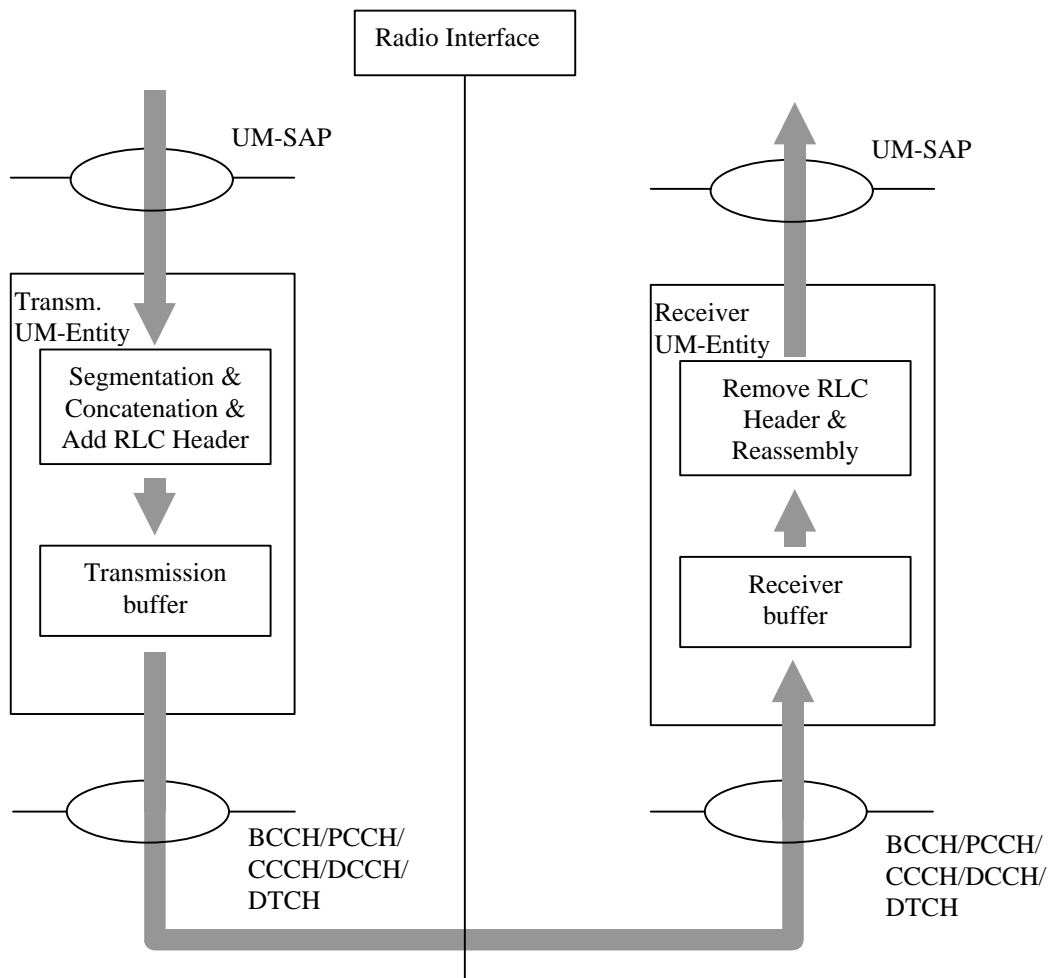 Radio Interface
UM-SAP
Transm.
UM-Entity
Segmentation &
Concatenation &
Add RLC Header
Transmission
buffer
BCCH/PCCH/
CCCH/DCCH/
DTCH
UM-SAP
Receiver
UM-Entity
Remove RLC
Header &
Reassembly
Receiver
buffer
BCCH/PCCH/
CCCH/DCCH/
DTCH